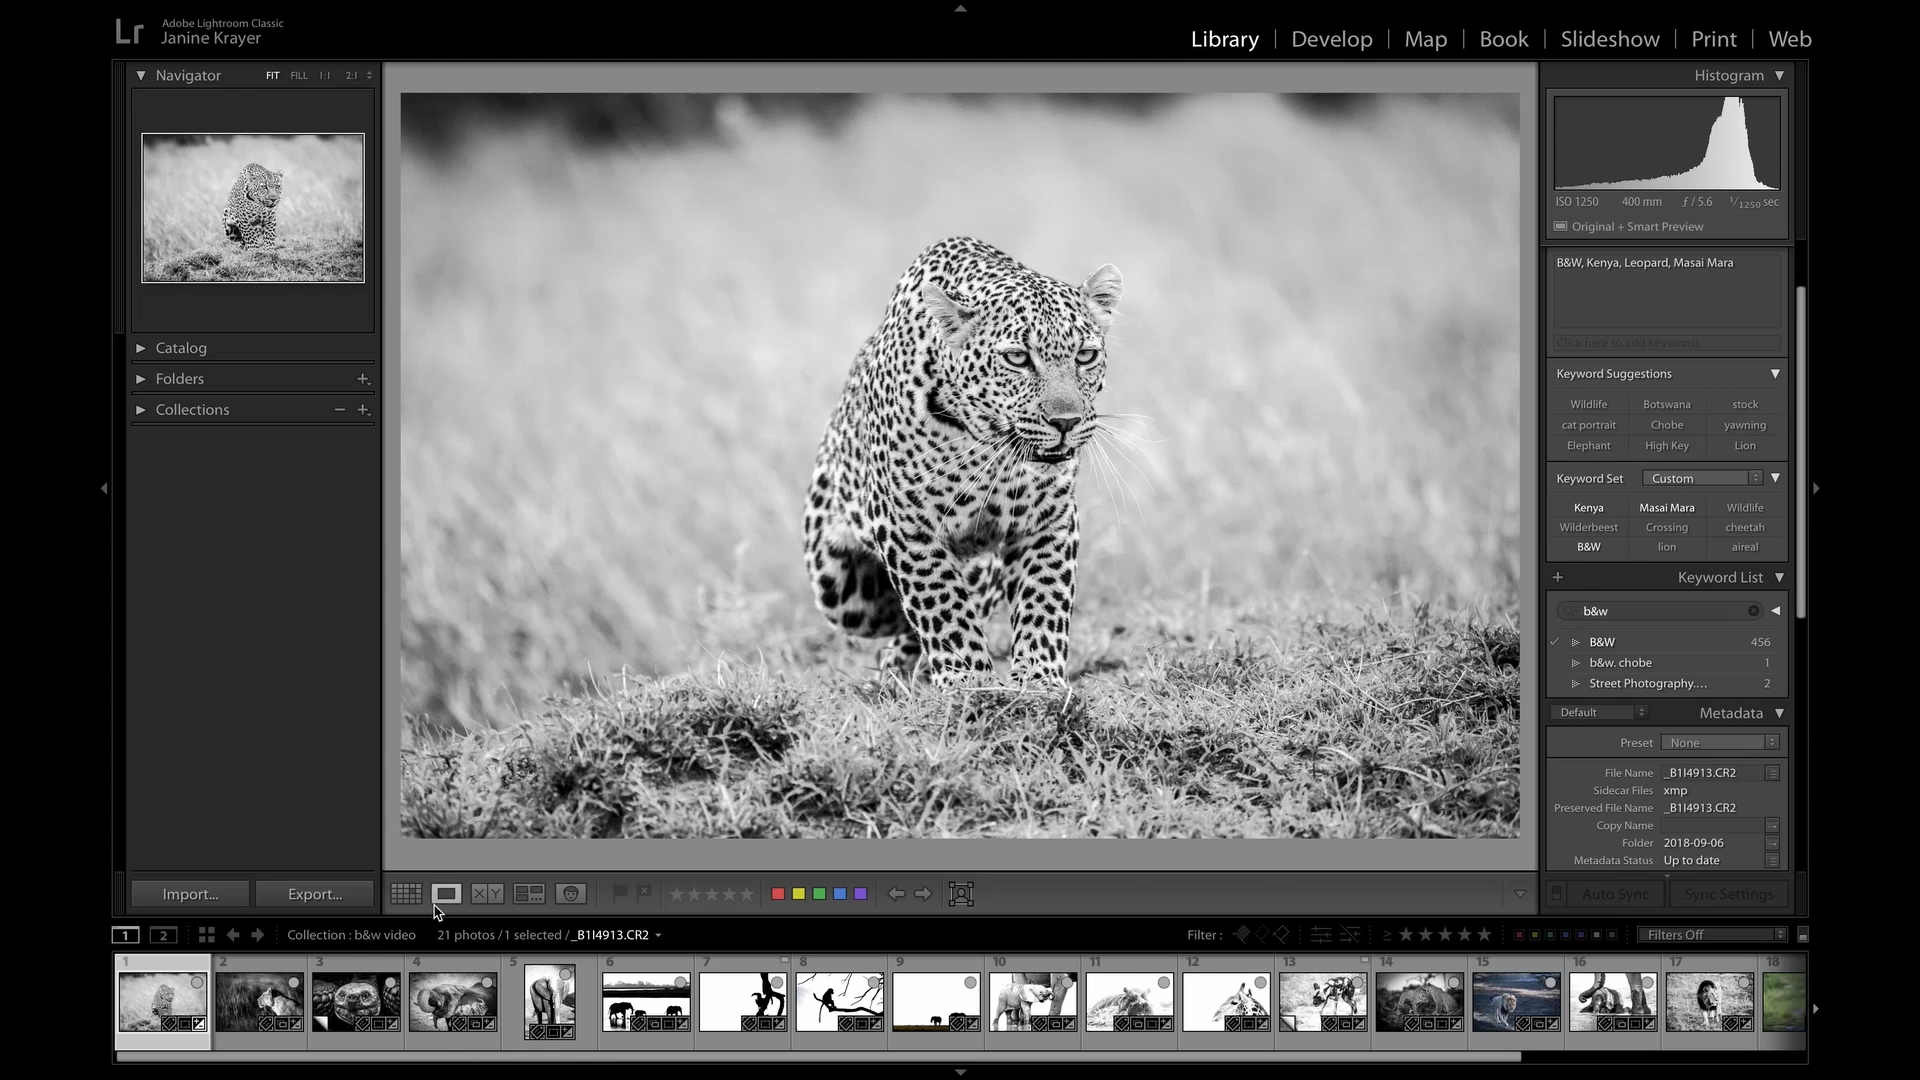 Lr
Adobe Lightroom Classic
Janine Krayer
Library | Develop | Map | Book | Slideshow | Print | Web
Navigator FIT FILL 1:1 2:1
Catalog
Folders
Collections
Import... Export...
Histogram
ISO 1250 400 mm ƒ / 5.6 1/1250 sec
Original + Smart Preview
B&W, Kenya, Leopard, Masai Mara
Click here to add keywords
Keyword Suggestions
Wildlife Botswana stock
cat portrait Chobe yawning
Elephant High Key Lion
Keyword Set Custom
Kenya Masai Mara Wildlife
Wilderbeest Crossing cheetah
B&W lion aireal
Keyword List
b&w
B&W 456
b&w. chobe 1
Street Photography.... 2
Default Metadata
Preset None
File Name _B1I4913.CR2
Sidecar Files xmp
Preserved File Name _B1I4913.CR2
Copy Name
Folder 2018-09-06
Metadata Status Up to date
Auto Sync Sync Settings
X Y
1 2 Collection : b&w video 21 photos / 1 selected / _B1I4913.CR2 Filter : Filters Off
1 2 3 4 5 6 7 8 9 10 11 12 13 14 15 16 17 18